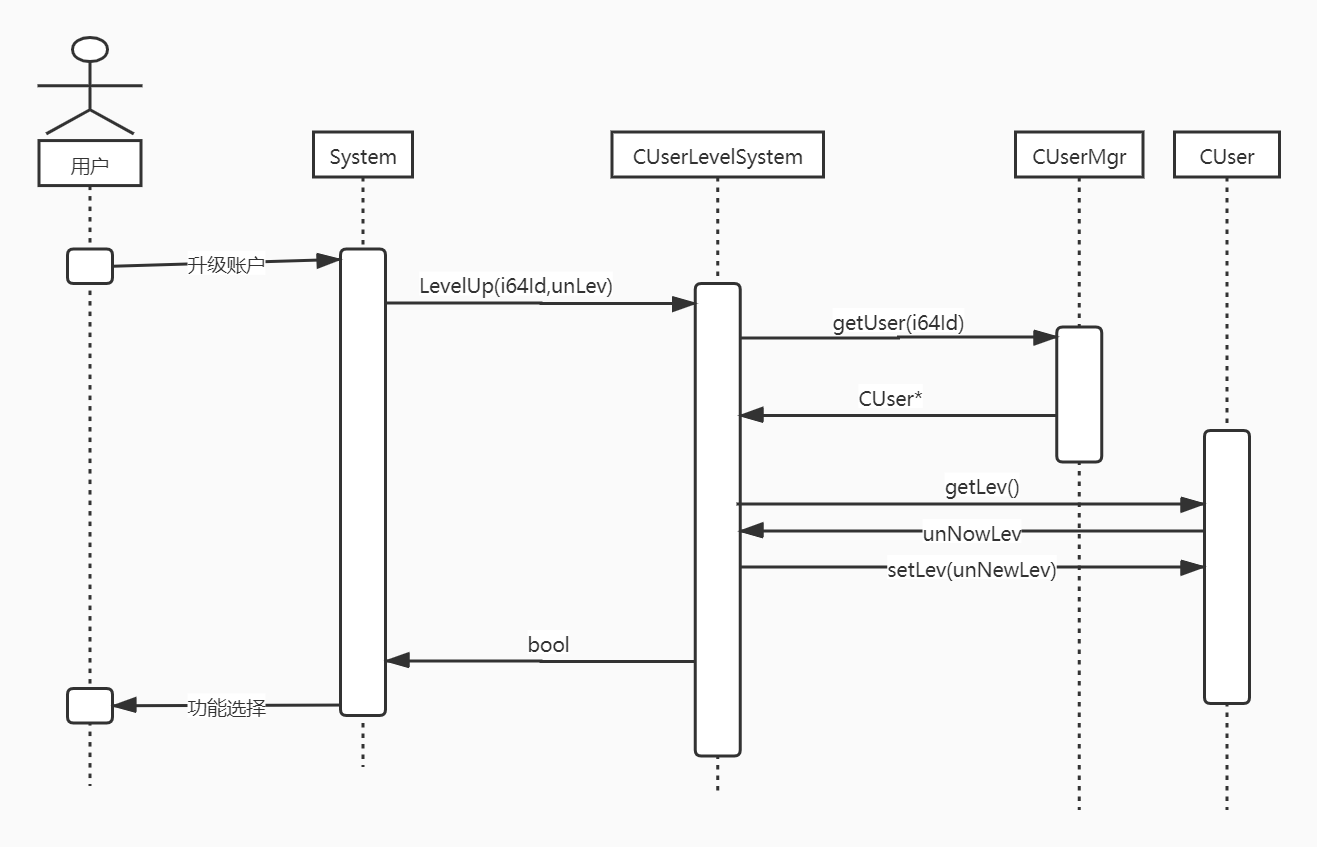 用户
System
CUserLevelSystem
CUserMgr
CUser
升级账户
LevelUp(i64Id,unLev)
getUser(i64Id)
CUser*
getLev()
unNowLev
setLev(unNewLev)
bool
功能选择